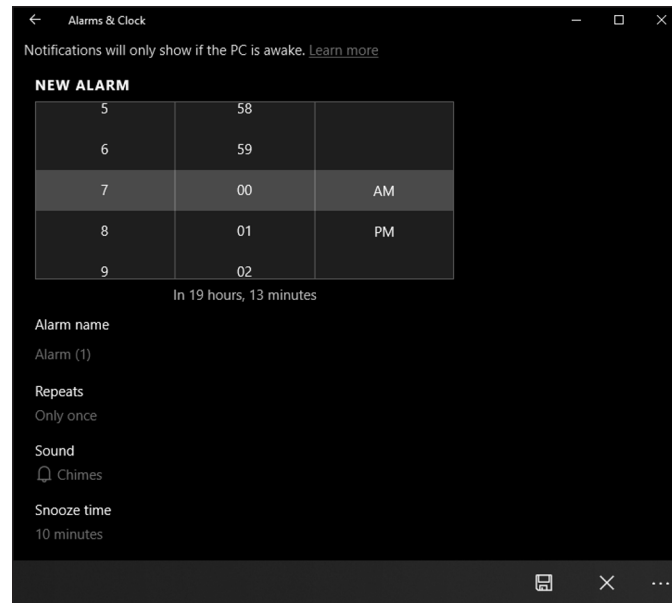 Alarms & Clock
Notifications will only show if the PC is awake. Learn more
NEW ALARM
5 58
6 59
7 00 AM
8 01 PM
9 02
In 19 hours, 13 minutes
Alarm name
Alarm (1)
Repeats
Only once
Sound
Chimes
Snooze time
10 minutes